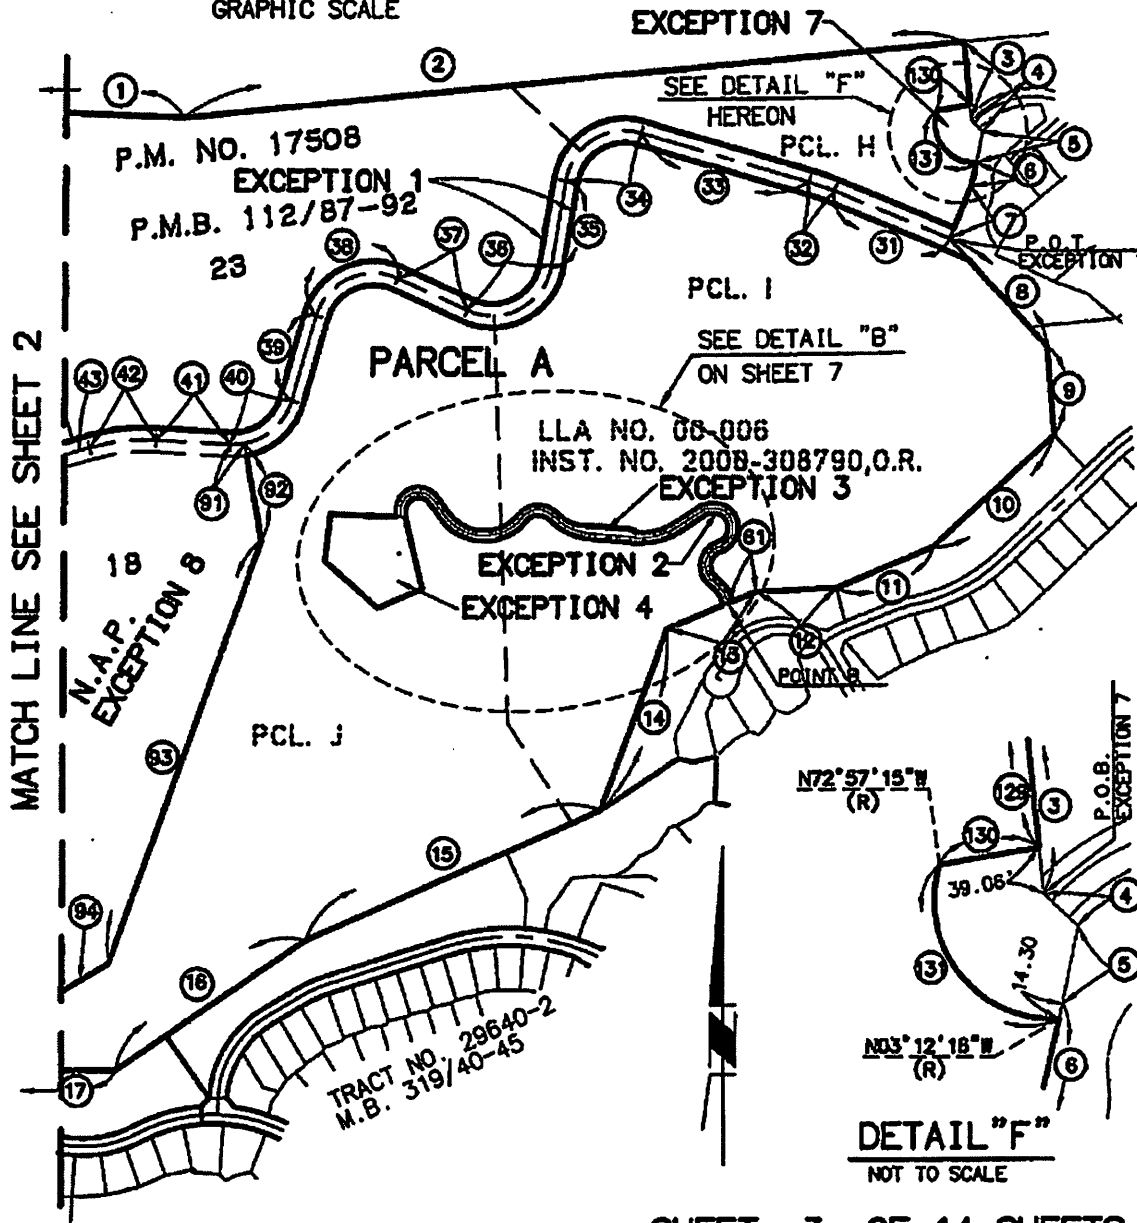 GRAPHIC SCALE
EXCEPTION 7
1
2
3
4
130
SEE DETAIL "F"
HEREON
PCL. H
5
131
6
P.M. NO. 17508
EXCEPTION 1
P.M.B. 112/87-92
23
33
34
35
7
32
31
P.O.T.
EXCEPTION
38
37
36
PCL. I
8
SEE DETAIL "B"
ON SHEET 7
39
PARCEL A
9
43
42
41
40
LLA NO. 06-006
INST. NO. 2008-308790,O.R.
EXCEPTION 3
91
92
10
MATCH LINE SEE SHEET 2
18
N.A.P.
EXCEPTION 8
EXCEPTION 2
61
11
EXCEPTION 4
12
13
POINT B
14
PCL. J
93
15
94
16
17
TRACT NO. 29640-2
M.B. 319/40-45
N72°57'15"W
(R)
129
3
P.O.B.
EXCEPTION 7
130
39.06'
4
131
14.30
5
N03°12'18"W
(R)
6
DETAIL "F"
NOT TO SCALE
SHEET 3 OF 14 SHEETS